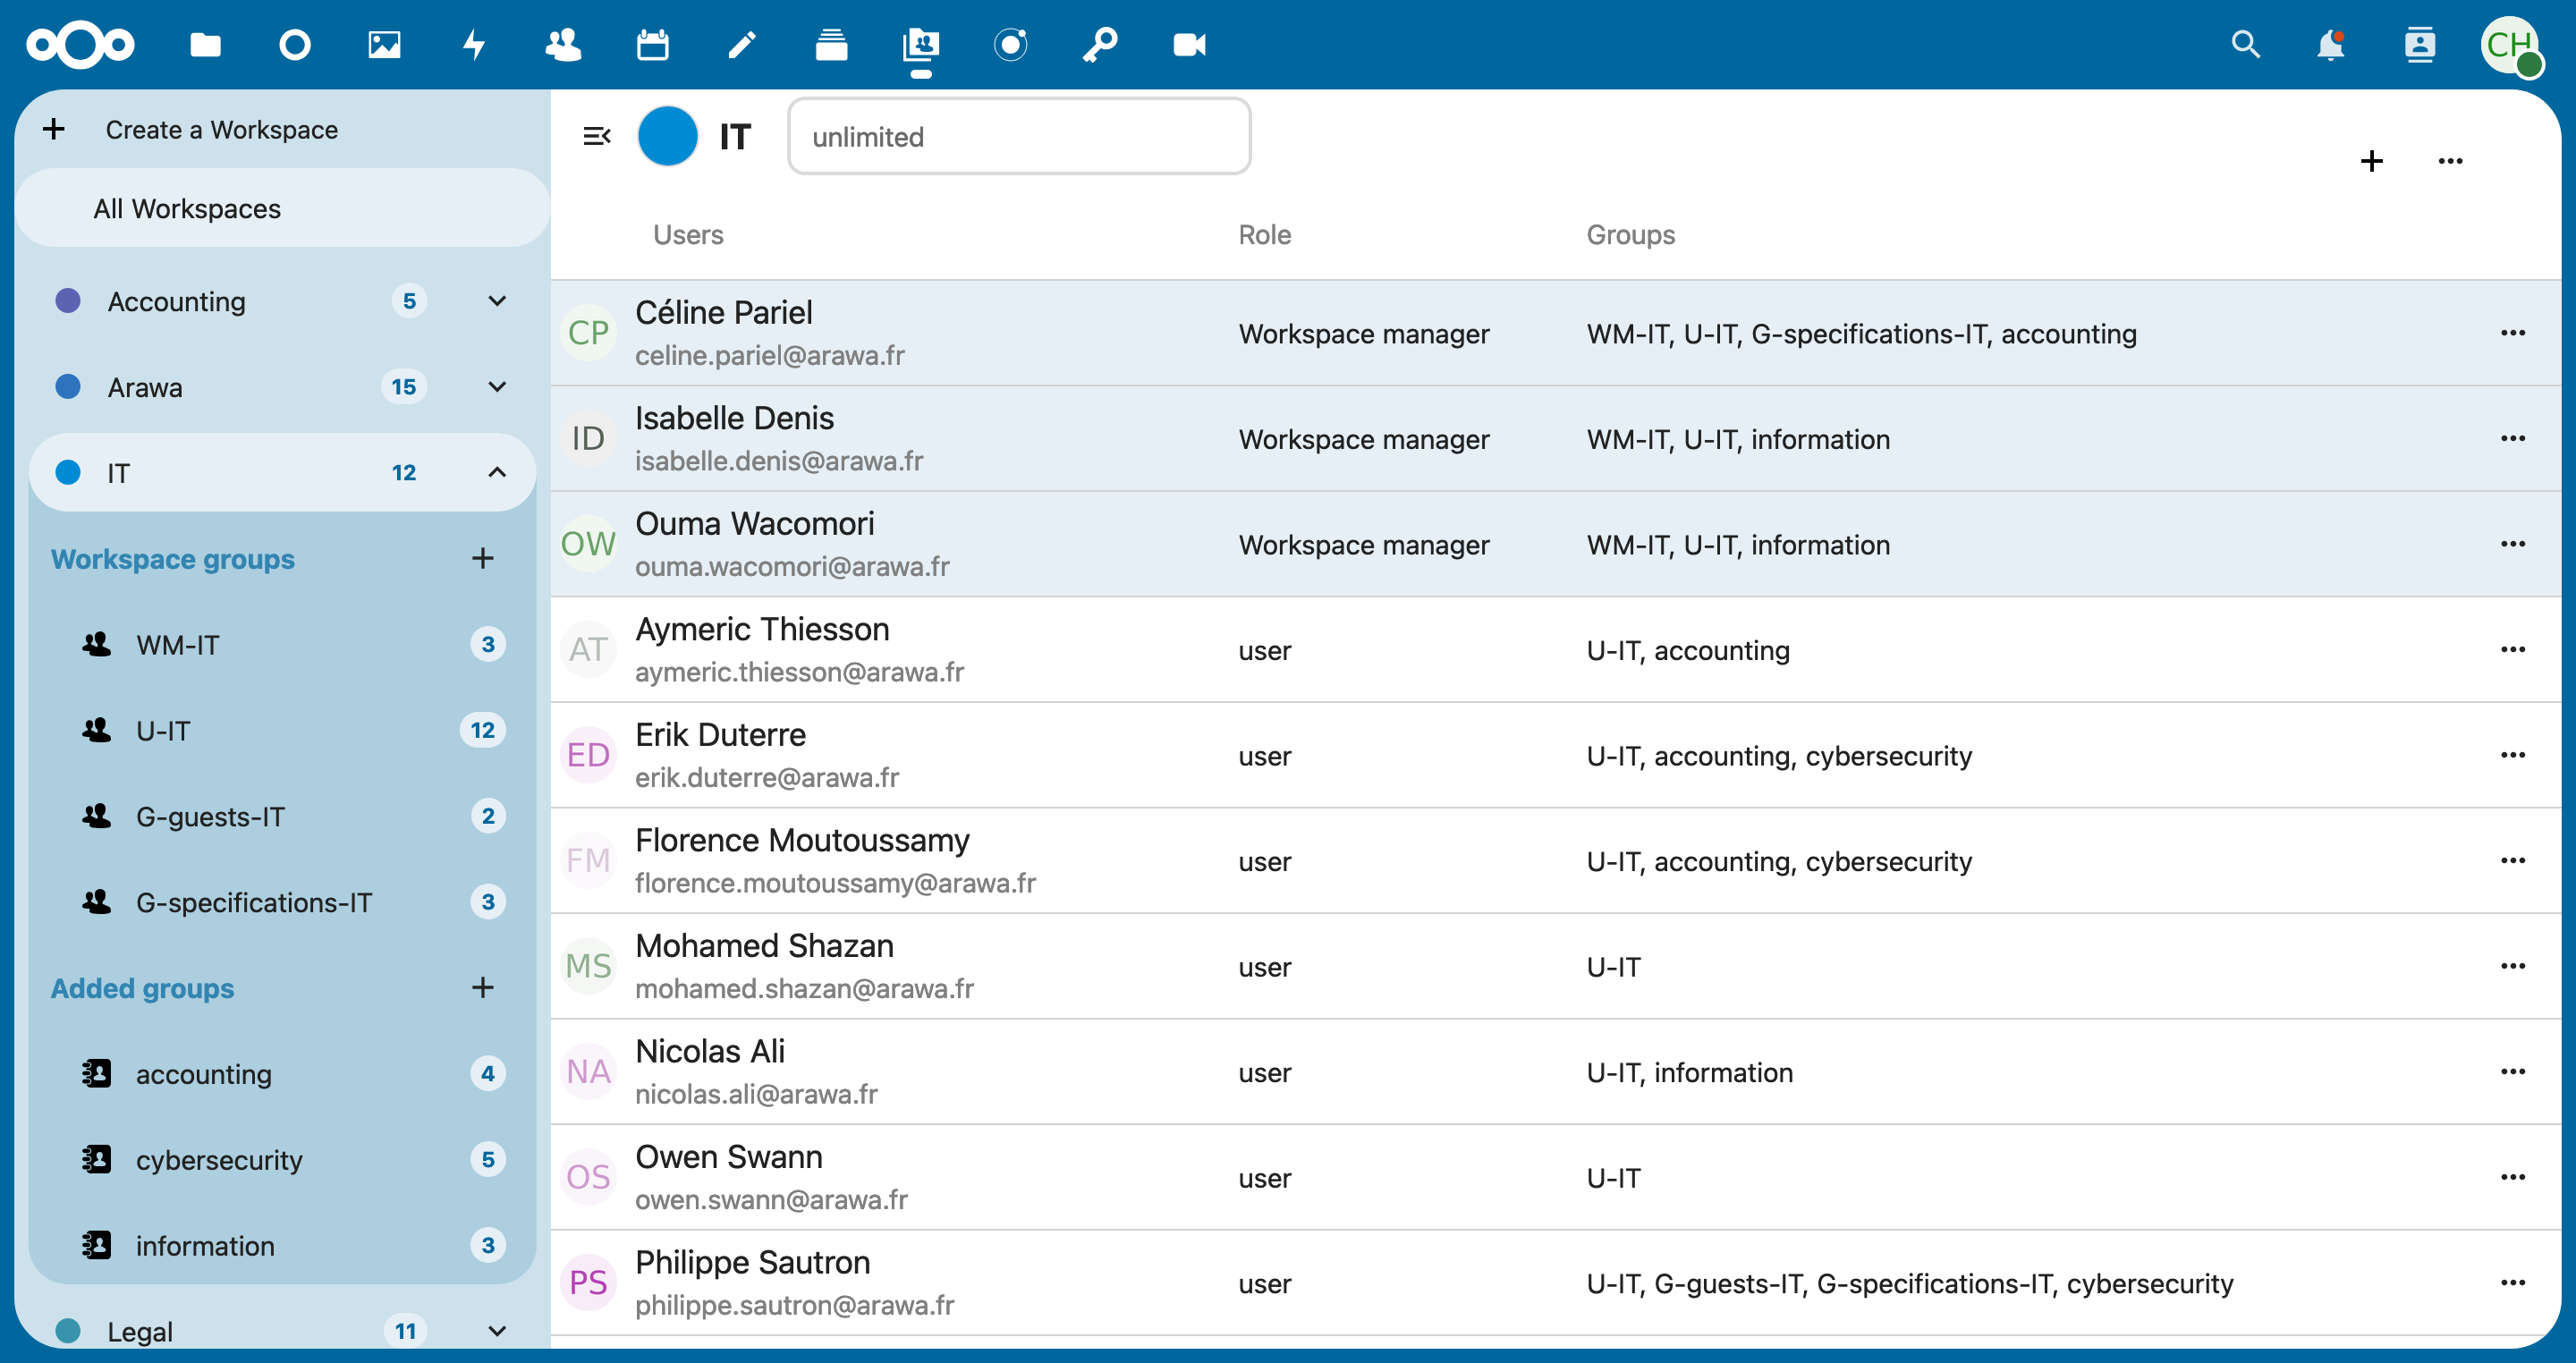 CH
Create a Workspace
All Workspaces
Accounting 5
Arawa 15
IT 12
Workspace groups
WM-IT 3
U-IT 12
G-guests-IT 2
G-specifications-IT 3
Added groups
accounting 4
cybersecurity 5
information 3
Legal 11
IT unlimited
Users Role Groups
CP Céline Pariel
celine.pariel@arawa.fr
Workspace manager WM-IT, U-IT, G-specifications-IT, accounting
ID Isabelle Denis
isabelle.denis@arawa.fr
Workspace manager WM-IT, U-IT, information
OW Ouma Wacomori
ouma.wacomori@arawa.fr
Workspace manager WM-IT, U-IT, information
AT Aymeric Thiesson
aymeric.thiesson@arawa.fr
user U-IT, accounting
ED Erik Duterre
erik.duterre@arawa.fr
user U-IT, accounting, cybersecurity
FM Florence Moutoussamy
florence.moutoussamy@arawa.fr
user U-IT, accounting, cybersecurity
MS Mohamed Shazan
mohamed.shazan@arawa.fr
user U-IT
NA Nicolas Ali
nicolas.ali@arawa.fr
user U-IT, information
OS Owen Swann
owen.swann@arawa.fr
user U-IT
PS Philippe Sautron
philippe.sautron@arawa.fr
user U-IT, G-guests-IT, G-specifications-IT, cybersecurity